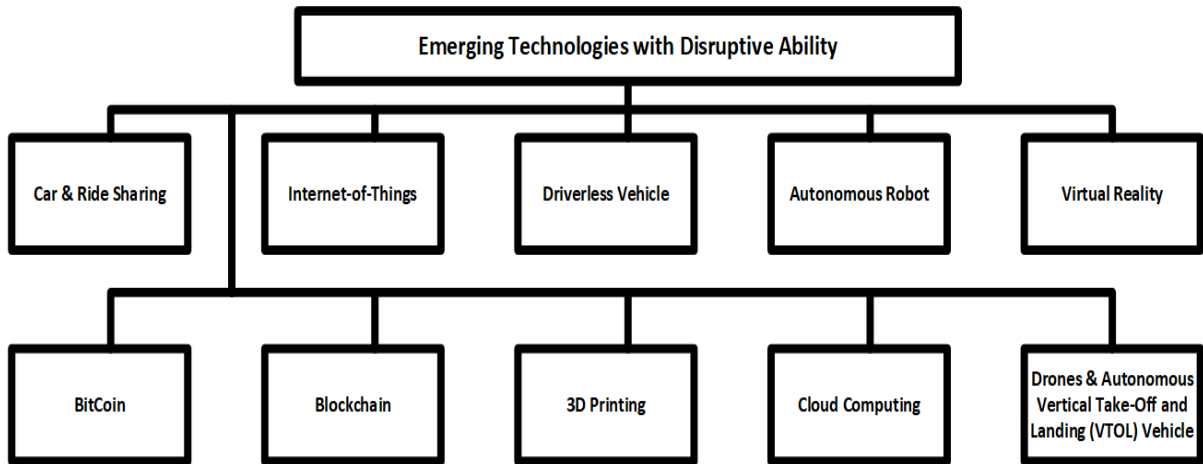 Emerging Technologies with Disruptive Ability
Car & Ride Sharing
Internet-of-Things
Driverless Vehicle
Autonomous Robot
Virtual Reality
BitCoin
Blockchain
3D Printing
Cloud Computing
Drones & Autonomous
Vertical Take-Off and
Landing (VTOL) Vehicle